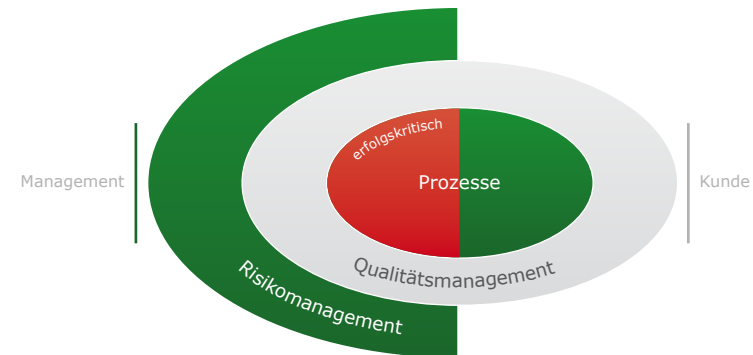 erfolgskritisch
Management
Prozesse
Kunde
Qualitätsmanagement
Risikomanagement